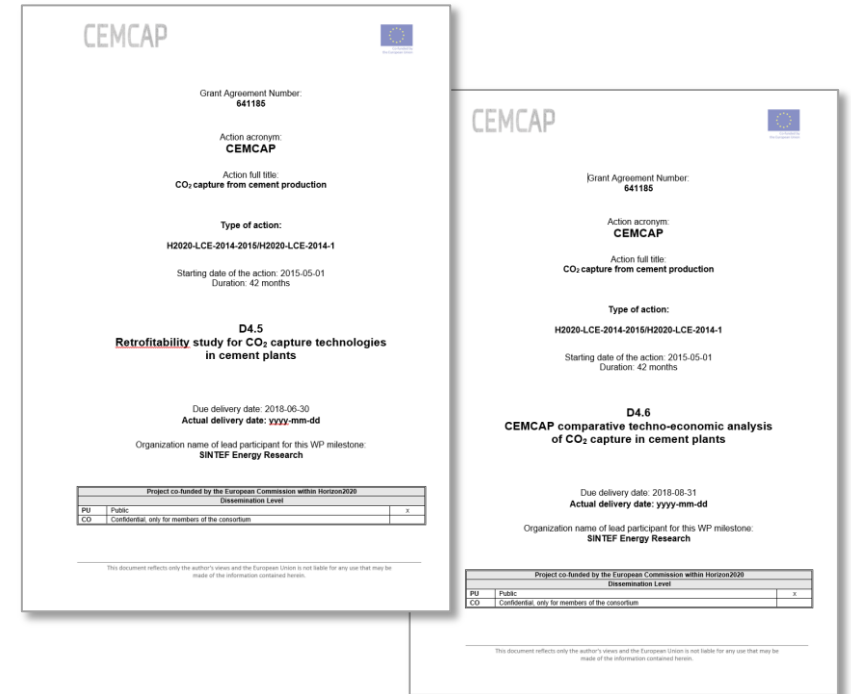 CEMCAP
Co-funded by
the European Union
Grant Agreement Number:
641185
Action acronym:
CEMCAP
Action full title:
CO₂ capture from cement production
Type of action:
H2020-LCE-2014-2015/H2020-LCE-2014-1
Starting date of the action: 2015-05-01
Duration: 42 months
D4.5
Retrofitability study for CO₂ capture technologies
in cement plants
Due delivery date: 2018-06-30
Actual delivery date: yyyy-mm-dd
Organization name of lead participant for this WP milestone:
SINTEF Energy Research
Project co-funded by the European Commission within Horizon2020
Dissemination Level
PU Public x
CO Confidential, only for members of the consortium
This document reflects only the author's views and the European Union is not liable for any use that may be
made of the information contained herein.
CEMCAP
Grant Agreement Number:
641185
Action acronym:
CEMCAP
Action full title:
CO₂ capture from cement production
Type of action:
H2020-LCE-2014-2015/H2020-LCE-2014-1
Starting date of the action: 2015-05-01
Duration: 42 months
D4.6
CEMCAP comparative techno-economic analysis
of CO₂ capture in cement plants
Due delivery date: 2018-08-31
Actual delivery date: yyyy-mm-dd
Organization name of lead participant for this WP milestone:
SINTEF Energy Research
Project co-funded by the European Commission within Horizon2020
Dissemination Level
PU Public x
CO Confidential, only for members of the consortium
This document reflects only the author's views and the European Union is not liable for any use that may be
made of the information contained herein.